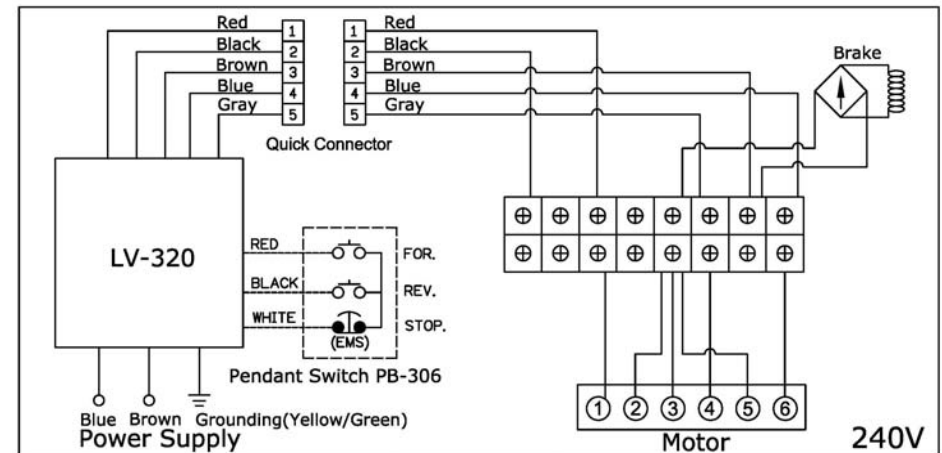 Red 1 1 Red
Black 2 2 Black
Brown 3 3 Brown
Blue 4 4 Blue
Gray 5 5 Gray
Quick Connector
Brake
LV-320
RED FOR.
BLACK REV.
WHITE STOP.
(EMS)
Pendant Switch PB-306
Blue Brown Grounding(Yellow/Green)
Power Supply
1 2 3 4 5 6
Motor
240V